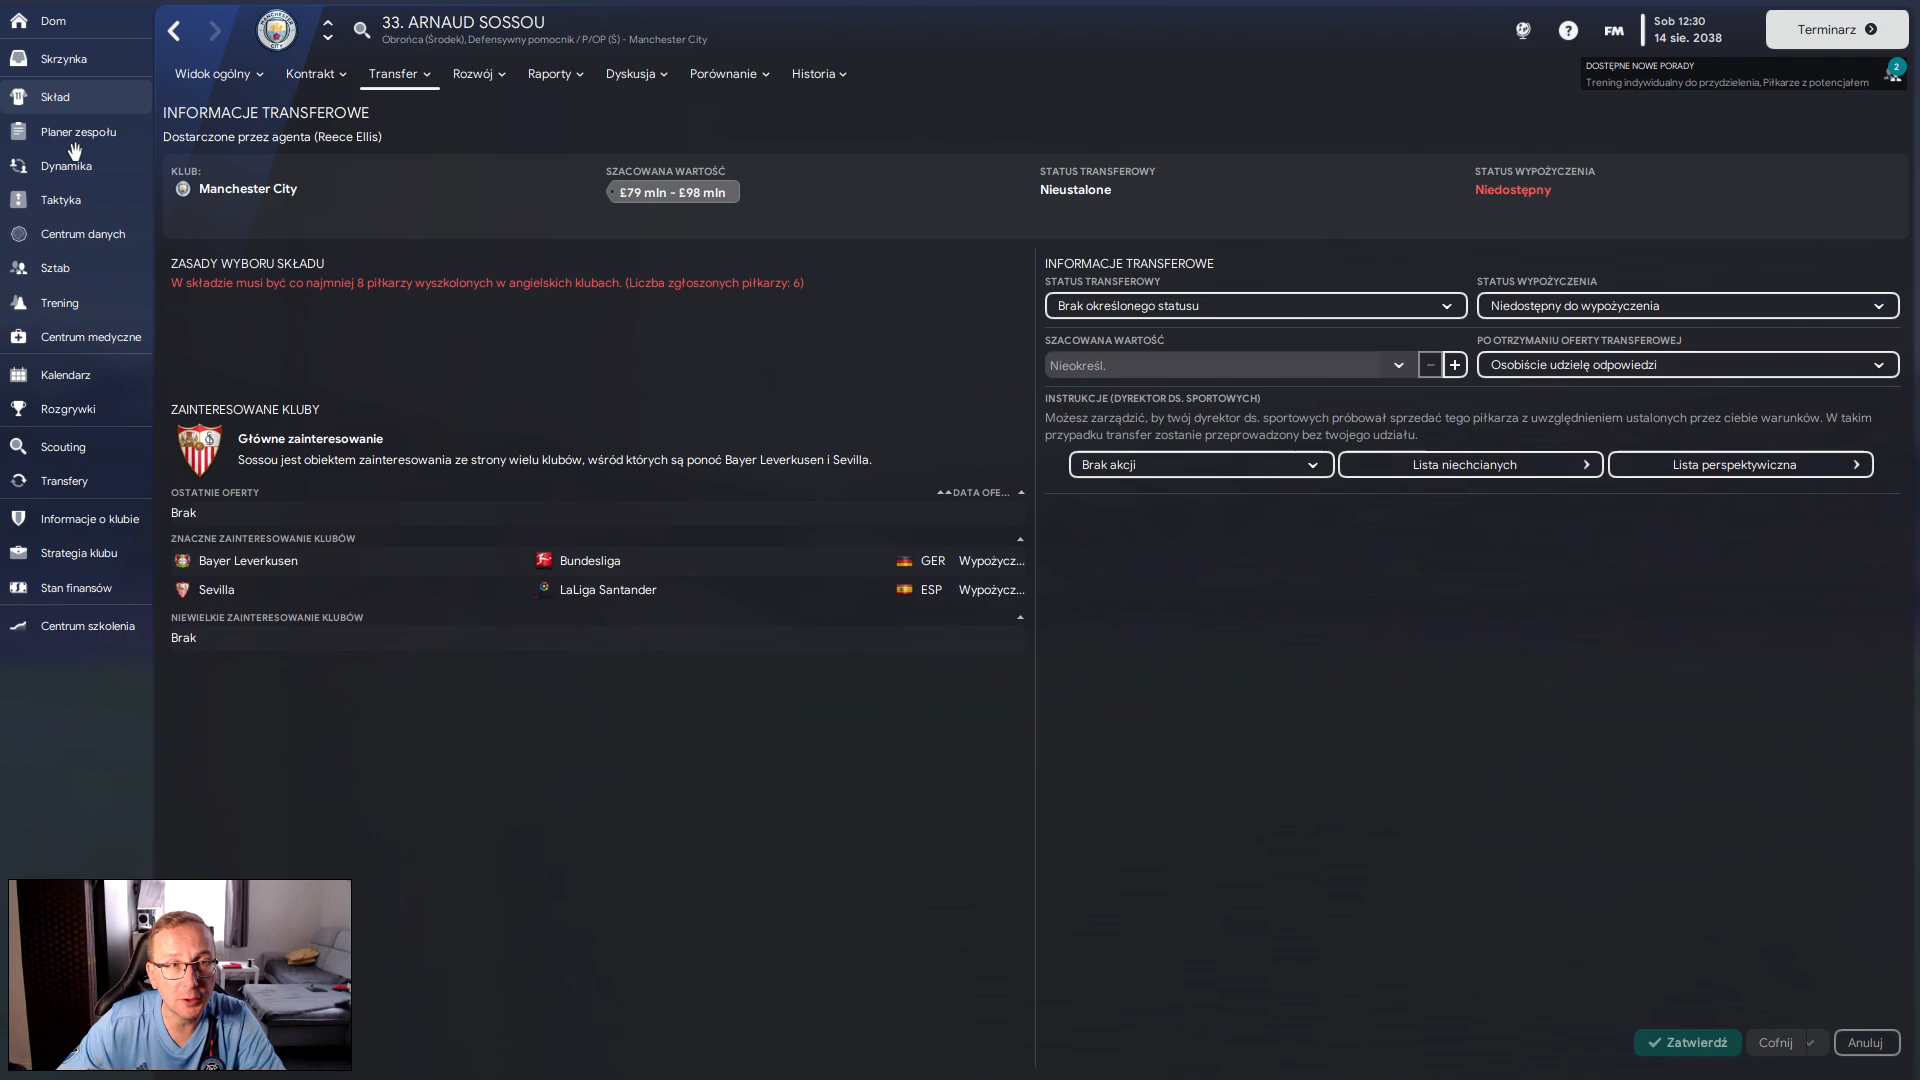 Dom
Skrzynka
Skład
Planer zespołu
Dynamika
Taktyka
Centrum danych
Sztab
Trening
Centrum medyczne
Kalendarz
Rozgrywki
Scouting
Transfery
Informacje o klubie
Strategia klubu
Stan finansów
Centrum szkolenia
33. ARNAUD SOSSOU
Obrońca (Środek), Defensywny pomocnik / P/OP (Ś) - Manchester City
FM
Sob 12:30
14 sie. 2038
Terminarz
Widok ogólny
Kontrakt
Transfer
Rozwój
Raporty
Dyskusja
Porównanie
Historia
DOSTĘPNE NOWE PORADY
2
Trening indywidualny do przydzielenia, Piłkarze z potencjałem
INFORMACJE TRANSFEROWE
Dostarczone przez agenta (Reece Ellis)
KLUB:
Manchester City
SZACOWANA WARTOŚĆ
£79 mln - £98 mln
STATUS TRANSFEROWY
Nieustalone
STATUS WYPOŻYCZENIA
Niedostępny
ZASADY WYBORU SKŁADU
W składzie musi być co najmniej 8 piłkarzy wyszkolonych w angielskich klubach. (Liczba zgłoszonych piłkarzy: 6)
ZAINTERESOWANE KLUBY
Główne zainteresowanie
Sossou jest obiektem zainteresowania ze strony wielu klubów, wśród których są ponoć Bayer Leverkusen i Sevilla.
OSTATNIE OFERTY
DATA OFE...
Brak
ZNACZNE ZAINTERESOWANIE KLUBÓW
Bayer Leverkusen
Bundesliga
GER
Wypożycz...
Sevilla
LaLiga Santander
ESP
Wypożycz...
NIEWIELKIE ZAINTERESOWANIE KLUBÓW
Brak
INFORMACJE TRANSFEROWE
STATUS TRANSFEROWY
Brak określonego statusu
STATUS WYPOŻYCZENIA
Niedostępny do wypożyczenia
SZACOWANA WARTOŚĆ
Nieokreśl.
PO OTRZYMANIU OFERTY TRANSFEROWEJ
Osobiście udzielę odpowiedzi
INSTRUKCJE (DYREKTOR DS. SPORTOWYCH)
Możesz zarządzić, by twój dyrektor ds. sportowych próbował sprzedać tego piłkarza z uwzględnieniem ustalonych przez ciebie warunków. W takim
przypadku transfer zostanie przeprowadzony bez twojego udziału.
Brak akcji
Lista niechcianych
Lista perspektywiczna
Zatwierdź
Cofnij
Anuluj